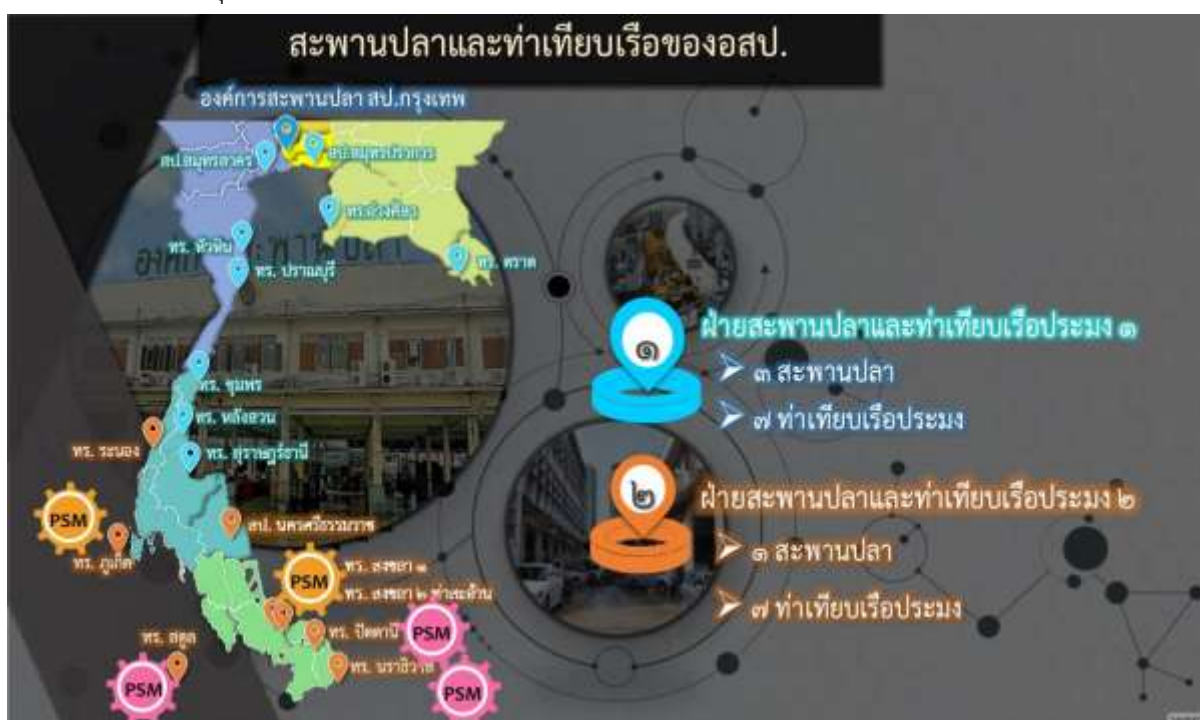 สะพานปลาและท่าเทียบเรือของอสป.
องค์การสะพานปลา สป.กรุงเทพ
สป.สมุทรสาคร
สป.สมุทรปราการ
ทร.อ่างศิลา
ทร. หัวหิน
ทร. ปราณบุรี
ทร. ตราด
องค์การสะพานปลา
๑
ฝ่ายสะพานปลาและท่าเทียบเรือประมง ๑
๓ สะพานปลา
๗ ท่าเทียบเรือประมง
ทร. ชุมพร
ทร. หลังสวน
ทร. ระนอง
ทร. สุราษฎร์ธานี
๒
ฝ่ายสะพานปลาและท่าเทียบเรือประมง ๒
๑ สะพานปลา
๗ ท่าเทียบเรือประมง
PSM
สป. นครศรีธรรมราช
ทร. ภูเก็ต
PSM
ทร. สงขลา ๑
ทร. สงขลา ๒ ท่าสะอ้าน
ทร. ปัตตานี
PSM
ทร. สตูล
ทร. นราธิวาส
PSM
PSM